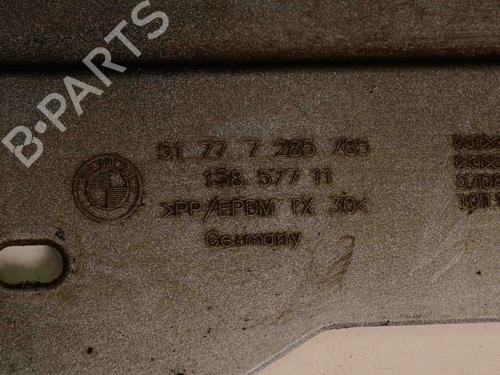 B-PARTS
51 77 7 285 785
158.577 11
>PP/EPDM TX 30<
Germany